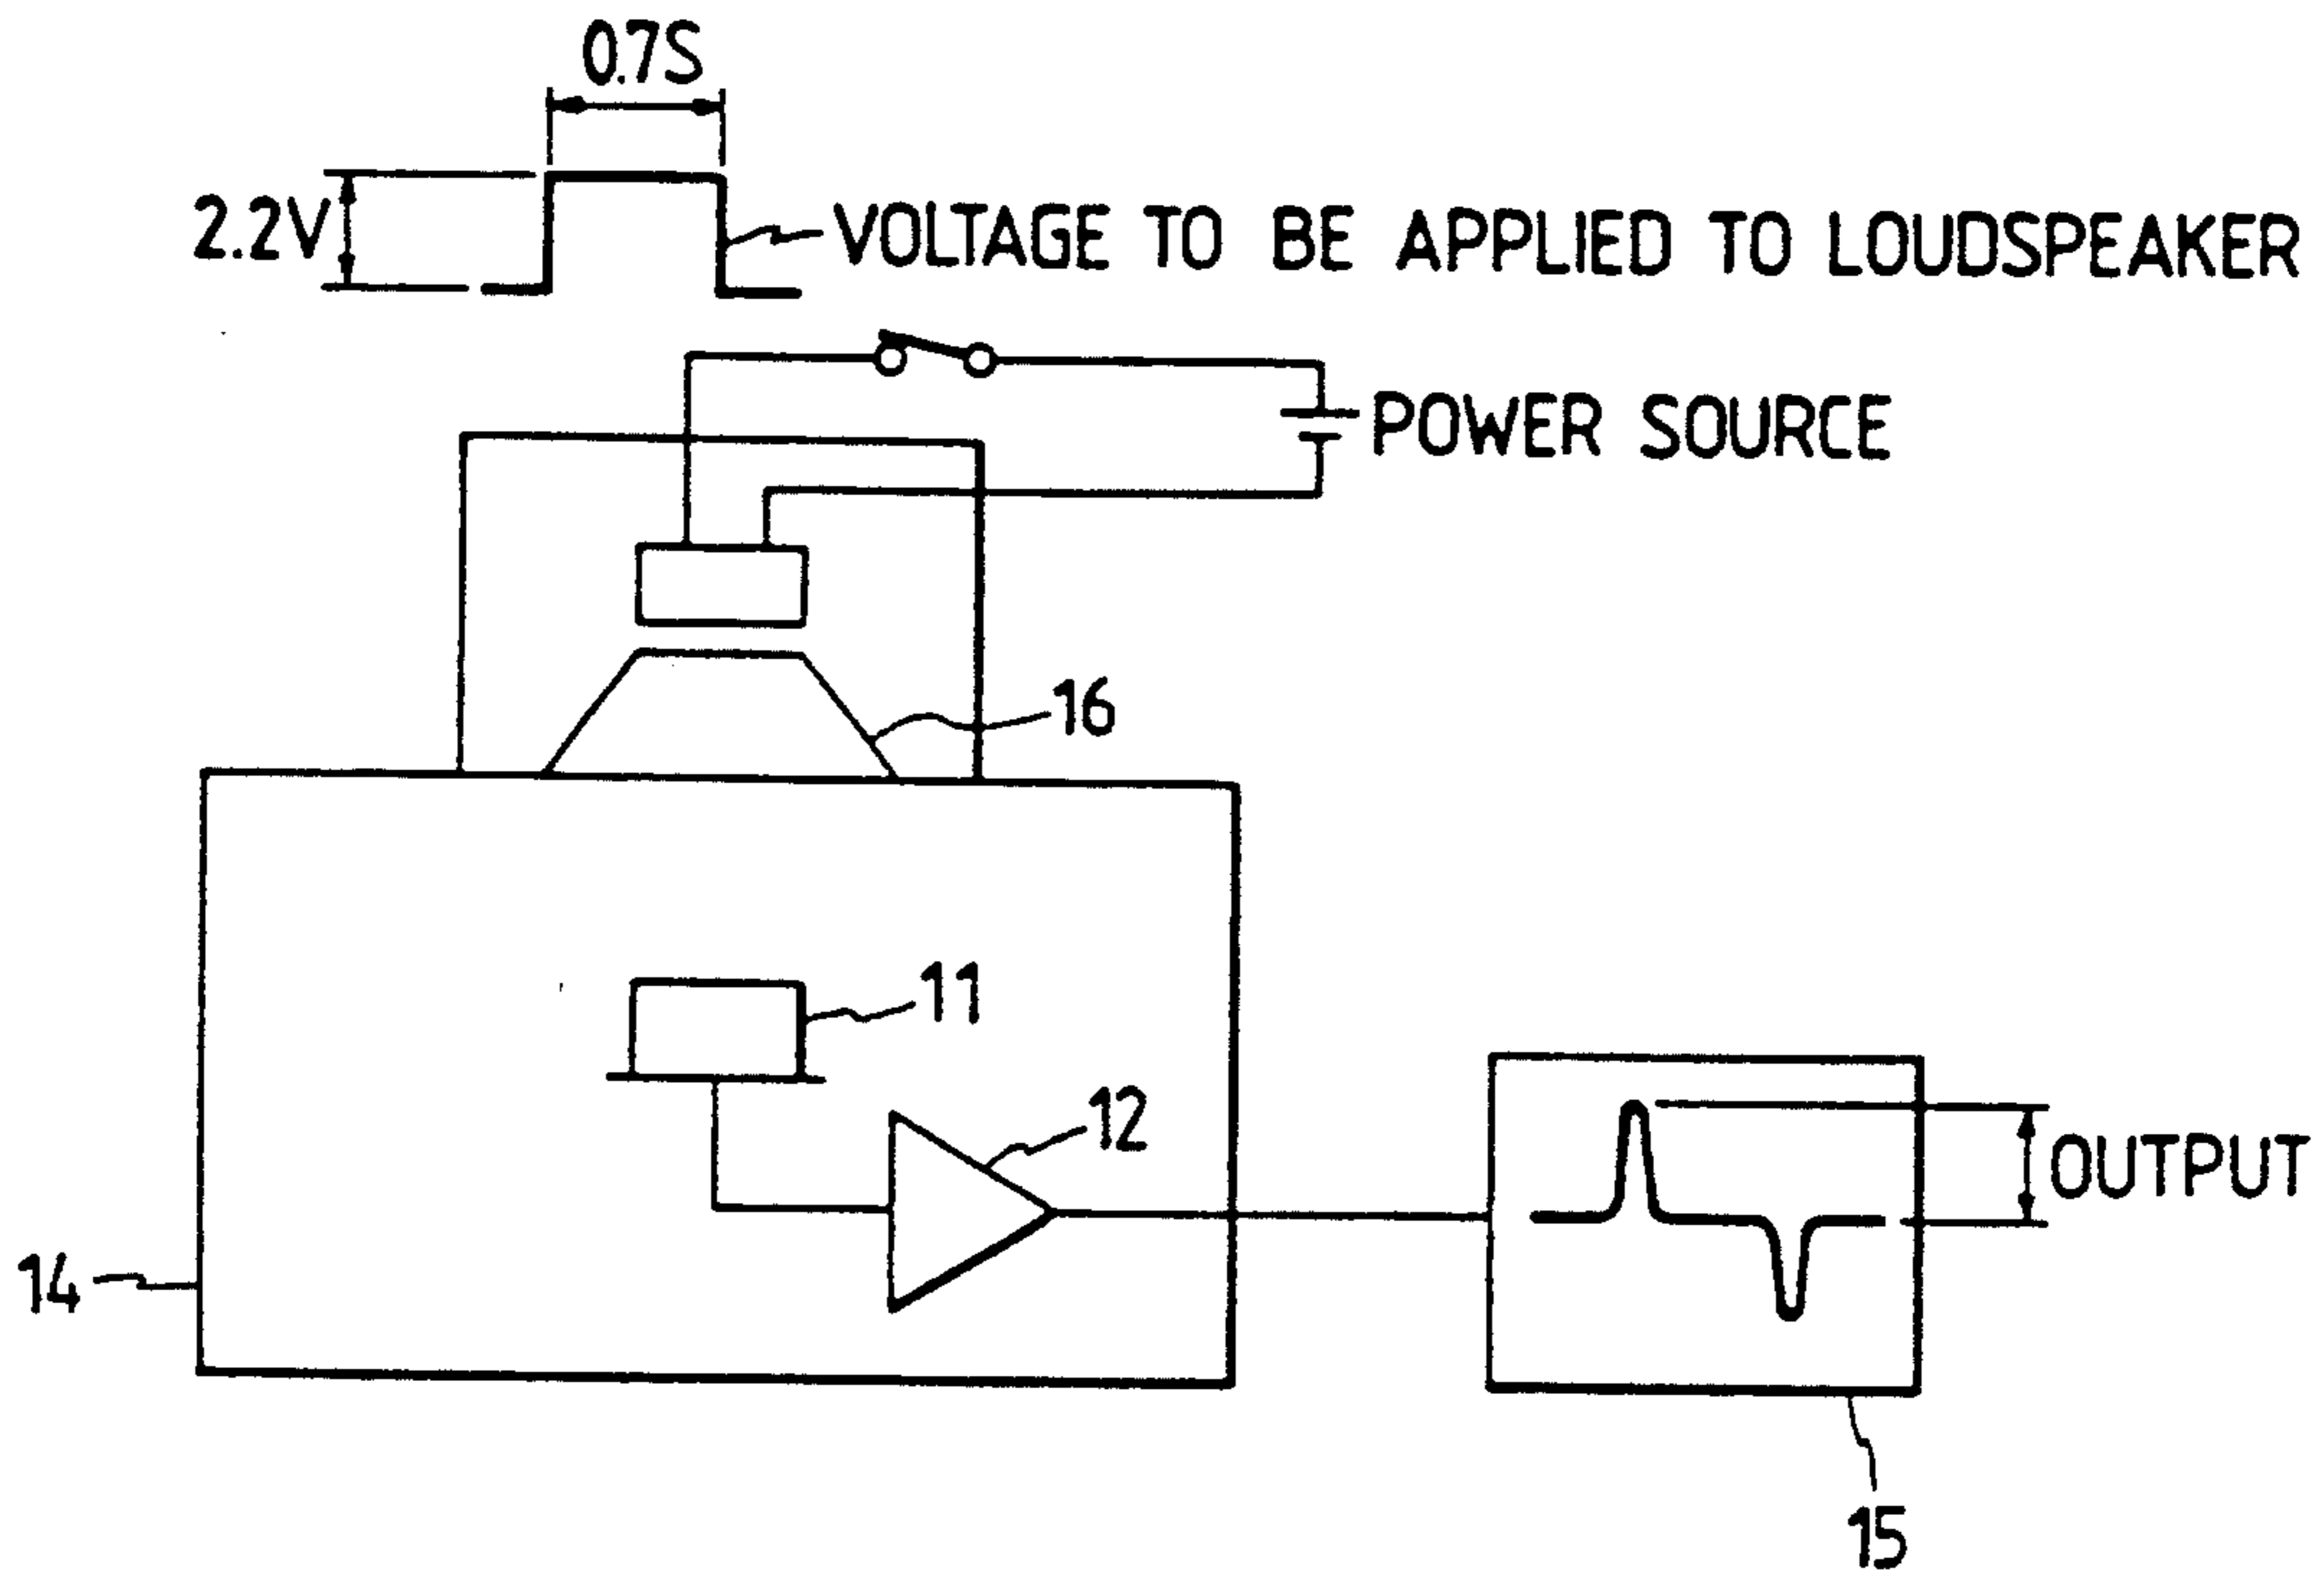 0.7S
2.2V
VOLTAGE TO BE APPLIED TO LOUDSPEAKER
POWER SOURCE
16
11
12
OUTPUT
14
15